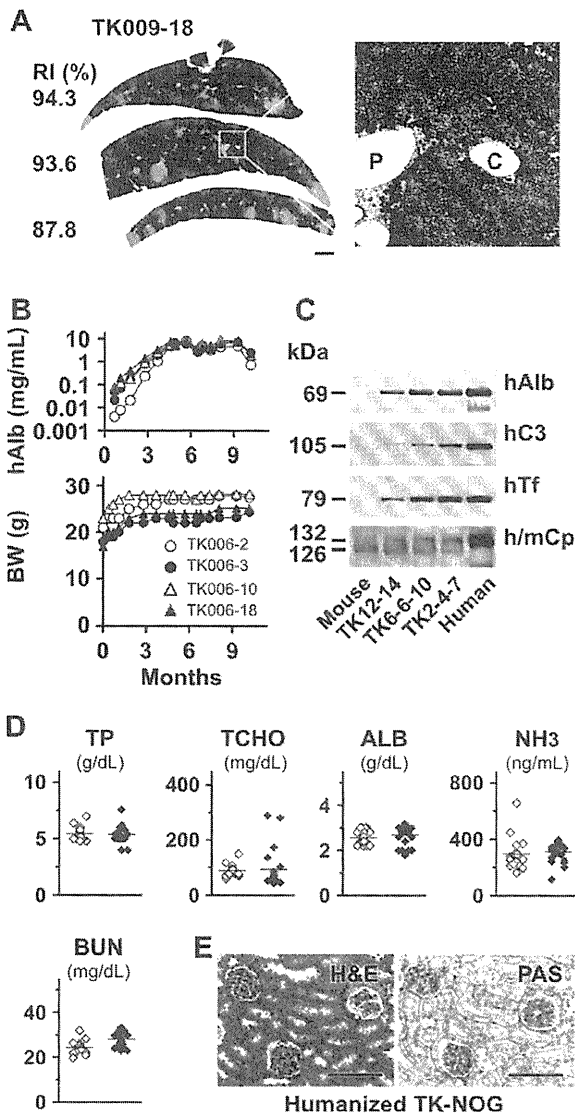 A
TK009-18
RI (%)
94.3
93.6
87.8
P
C
B
hAlb (mg/mL)
10
1
0.1
0.01
0.001
0 3 6 9
BW (g)
30
20
10
0
TK006-2
TK006-3
TK006-10
TK006-18
0 3 6 9
Months
C
kDa
69
hAlb
105
hC3
79
hTf
132
126
h/mCp
Mouse
TK12-14
TK6-6-10
TK2-4-7
Human
D
TP
(g/dL)
10
5
0
TCHO
(mg/dL)
400
200
0
ALB
(g/dL)
4
2
0
NH3
(ng/mL)
800
400
0
BUN
(mg/dL)
40
20
0
E
H&E
PAS
Humanized TK-NOG